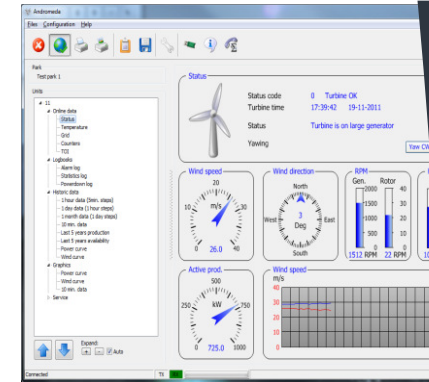 Andromeda
Files Configuration Help
Park
Test park 1
Units
11
Online data
Status
Temperature
Grid
Counters
TOI
Logbooks
Alarm log
Statistics log
Powerdown log
Historic data
1 hour data (5min. steps)
1 day data (1 hour steps)
1 month data (1 day steps)
10 min. data
Last 5 years production
Last 5 years availability
Power curve
Wind curve
Graphics
Power curve
Wind curve
10 min. data
Service
Expand:
+ - Auto
Connected
Status
Status code 0 Turbine OK
Turbine time 17:39:42 19-11-2011
Status Turbine is on large generator
Yawing Yaw CW
Wind speed
20
10 m/s 30
0 26.0 40
Wind direction
North
West 3 East
Deg
South
RPM
Gen. Rotor
2000 40
1500 30
1000 20
500 10
0 0
1512 RPM 22 RPM
Active prod.
500
250 kW 750
0 725.0 1000
Wind speed
m/s
40
30
20
10
0